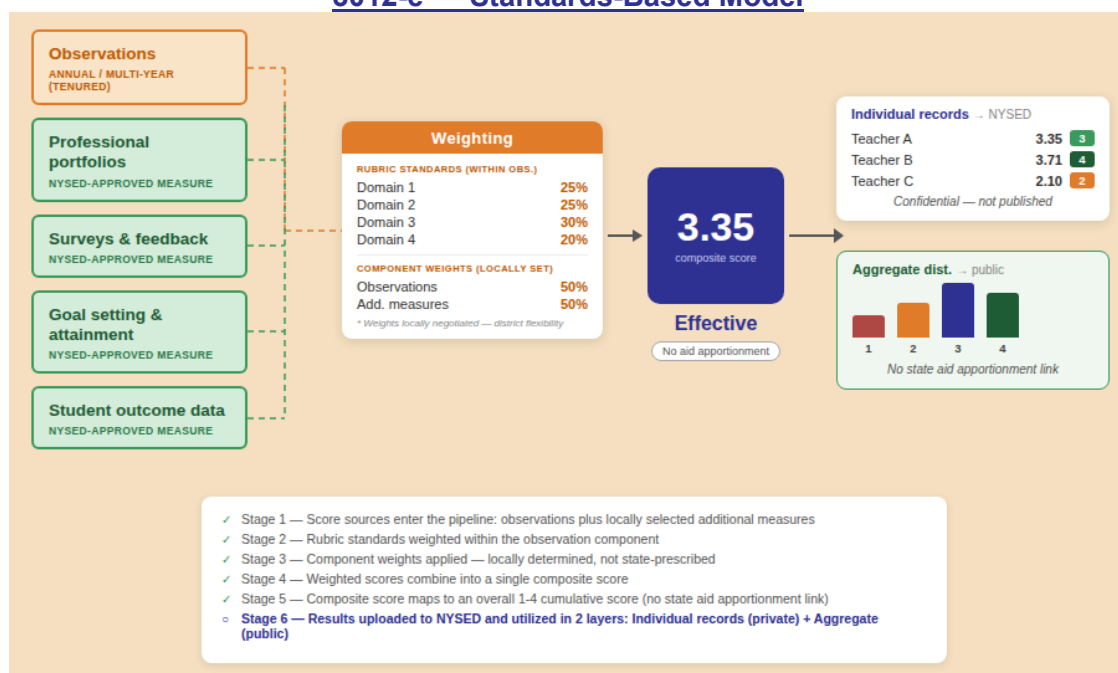 3012-e — Standards-Based Model
Observations
ANNUAL / MULTI-YEAR
(TENURED)
Professional
portfolios
NYSED-APPROVED MEASURE
Surveys & feedback
NYSED-APPROVED MEASURE
Goal setting &
attainment
NYSED-APPROVED MEASURE
Student outcome data
NYSED-APPROVED MEASURE
Weighting
RUBRIC STANDARDS (WITHIN OBS.)
Domain 1 25%
Domain 2 25%
Domain 3 30%
Domain 4 20%
COMPONENT WEIGHTS (LOCALLY SET)
Observations 50%
Add. measures 50%
* Weights locally negotiated — district flexibility
3.35
composite score
Effective
No aid apportionment
Individual records → NYSED
Teacher A 3.35 3
Teacher B 3.71 4
Teacher C 2.10 2
Confidential — not published
Aggregate dist. → public
1 2 3 4
No state aid apportionment link
✓ Stage 1 — Score sources enter the pipeline: observations plus locally selected additional measures
✓ Stage 2 — Rubric standards weighted within the observation component
✓ Stage 3 — Component weights applied — locally determined, not state-prescribed
✓ Stage 4 — Weighted scores combine into a single composite score
✓ Stage 5 — Composite score maps to an overall 1-4 cumulative score (no state aid apportionment link)
○ Stage 6 — Results uploaded to NYSED and utilized in 2 layers: Individual records (private) + Aggregate
(public)